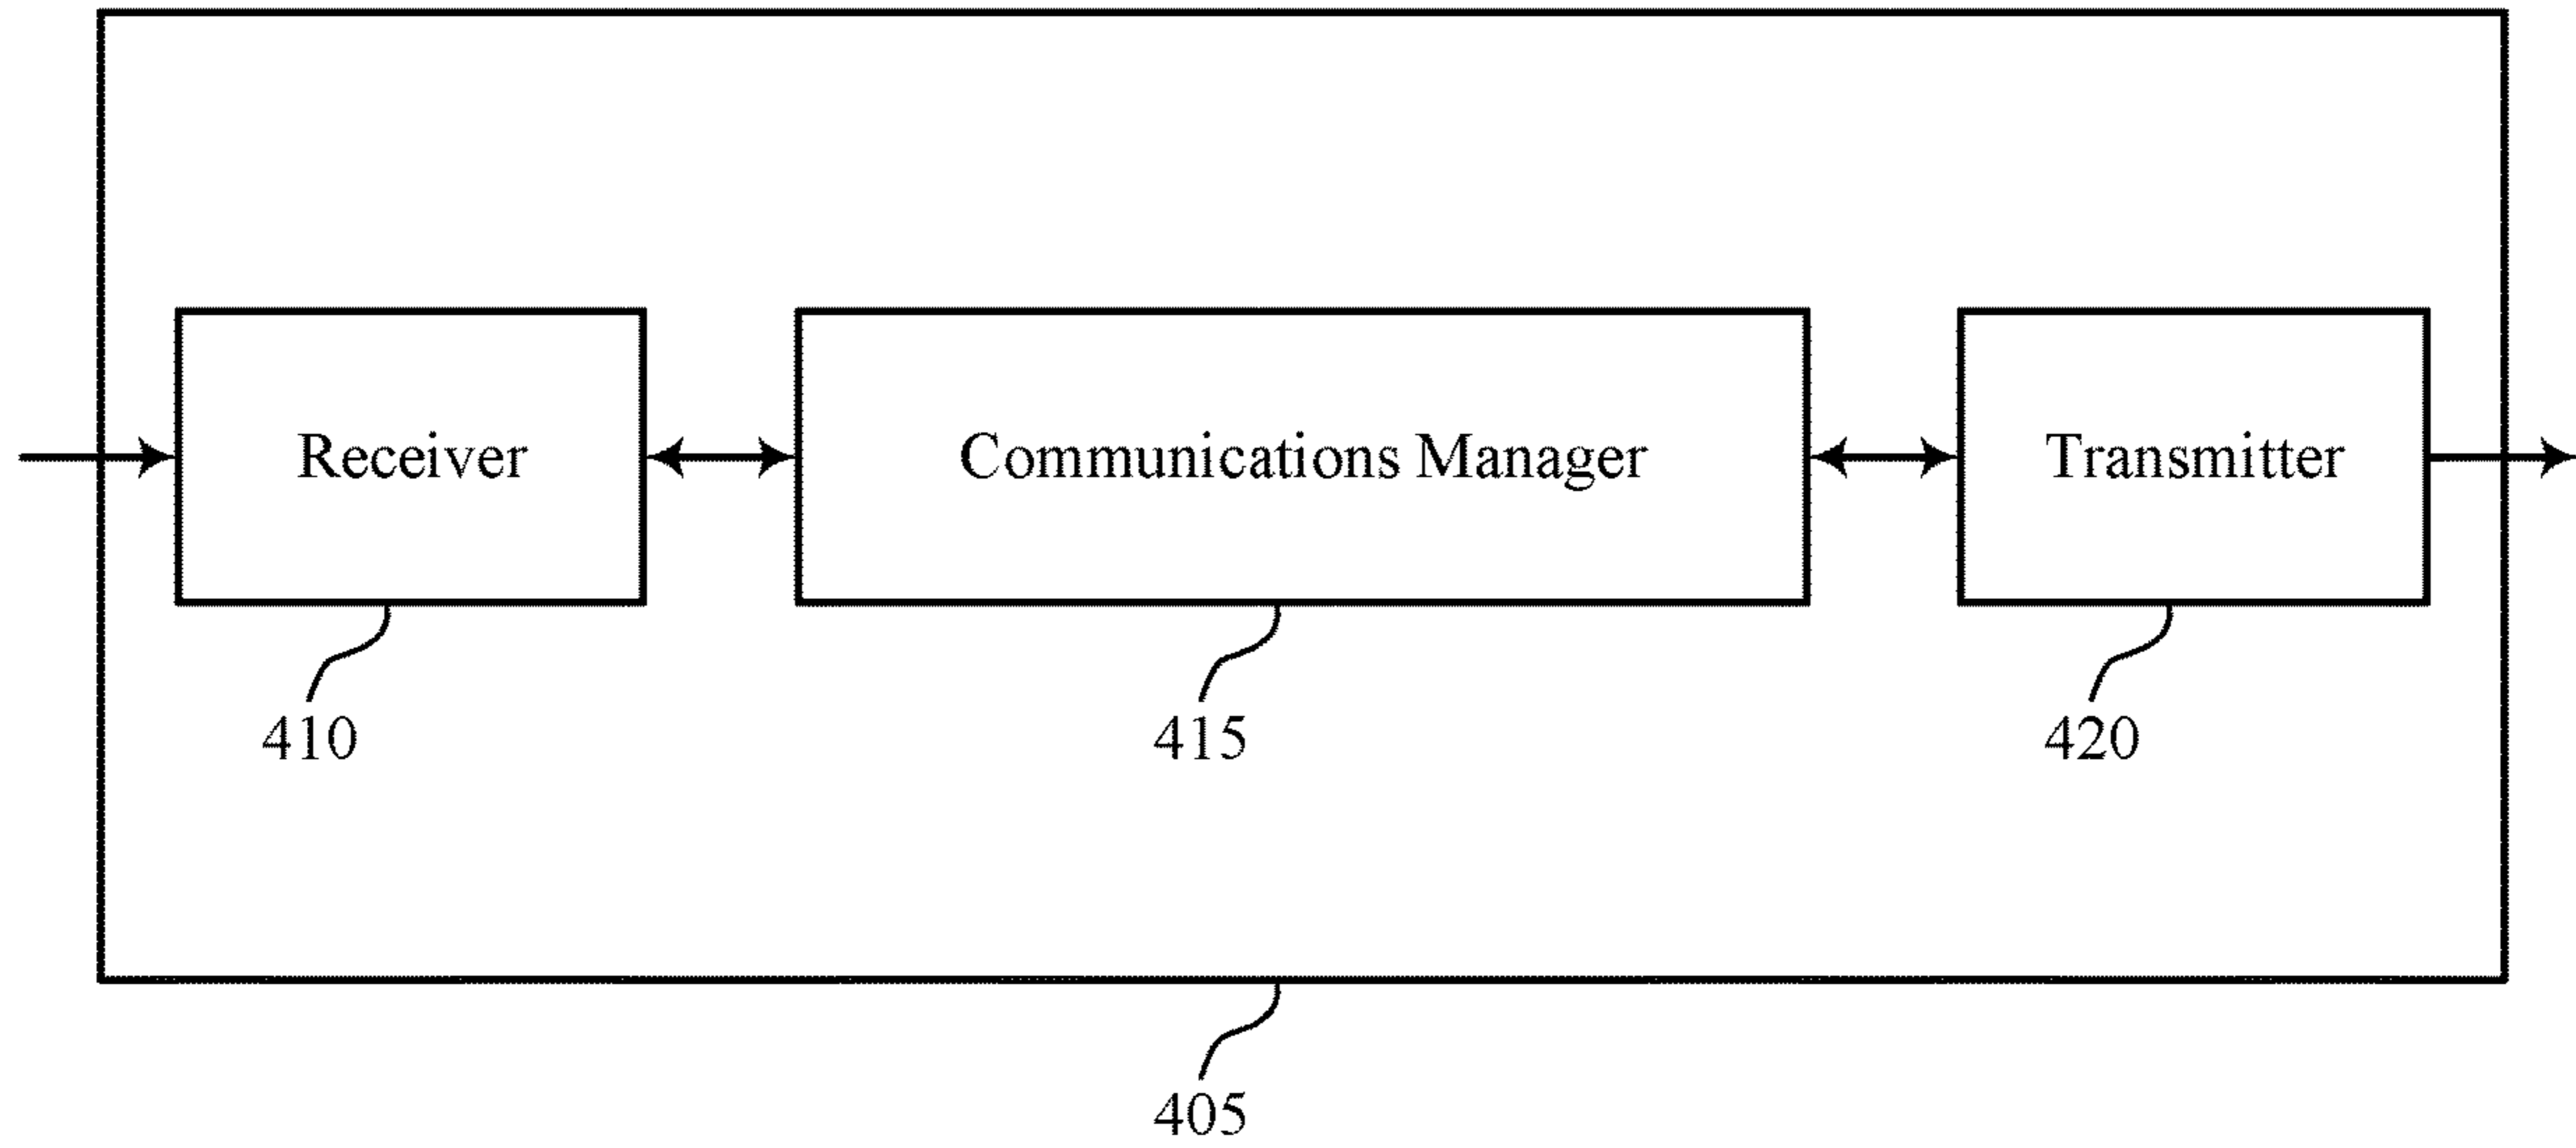 Receiver
Communications Manager
Transmitter
410
415
420
405